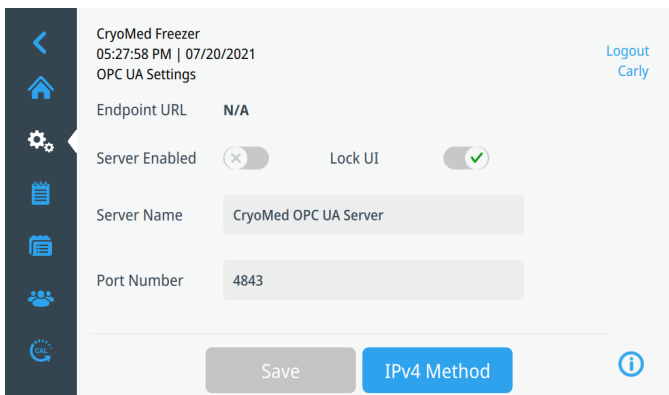 CryoMed Freezer
05:27:58 PM | 07/20/2021
OPC UA Settings
Logout
Carly
Endpoint URL N/A
Server Enabled Lock UI
Server Name CryoMed OPC UA Server
Port Number 4843
CAL
Save IPv4 Method